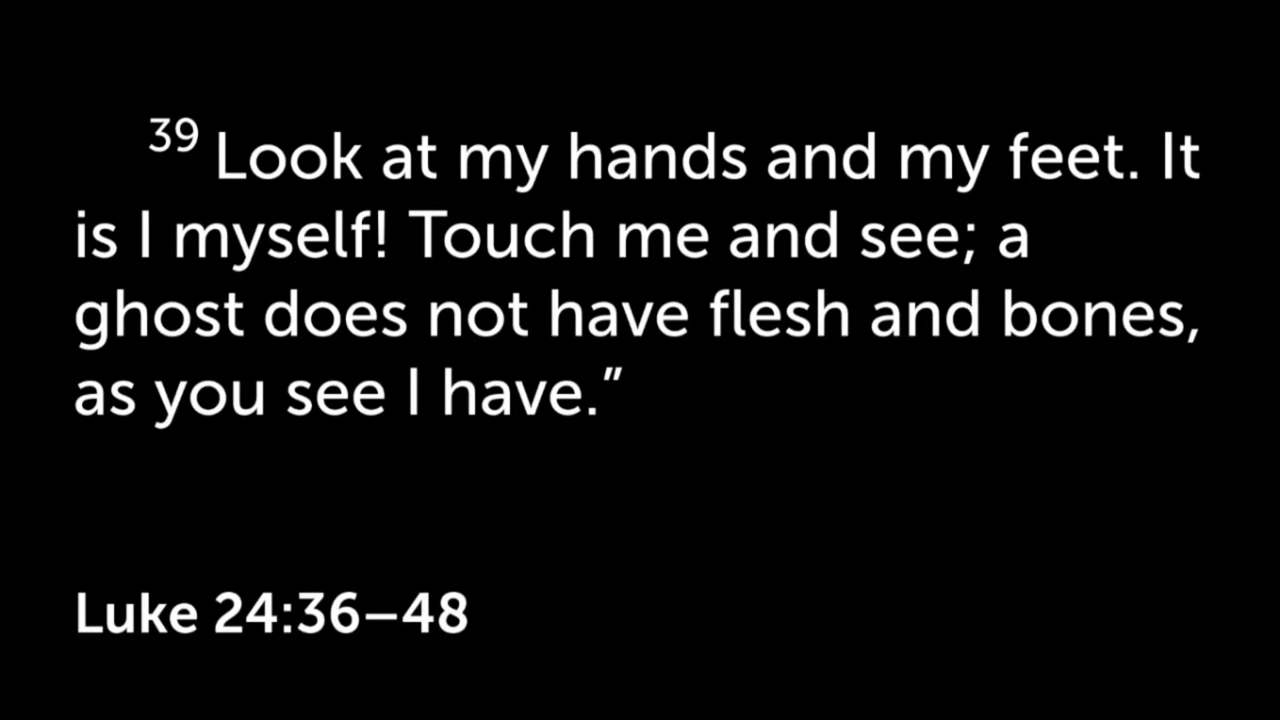 39 Look at my hands and my feet. It
is I myself! Touch me and see; a
ghost does not have flesh and bones,
as you see I have.”
Luke 24:36–48